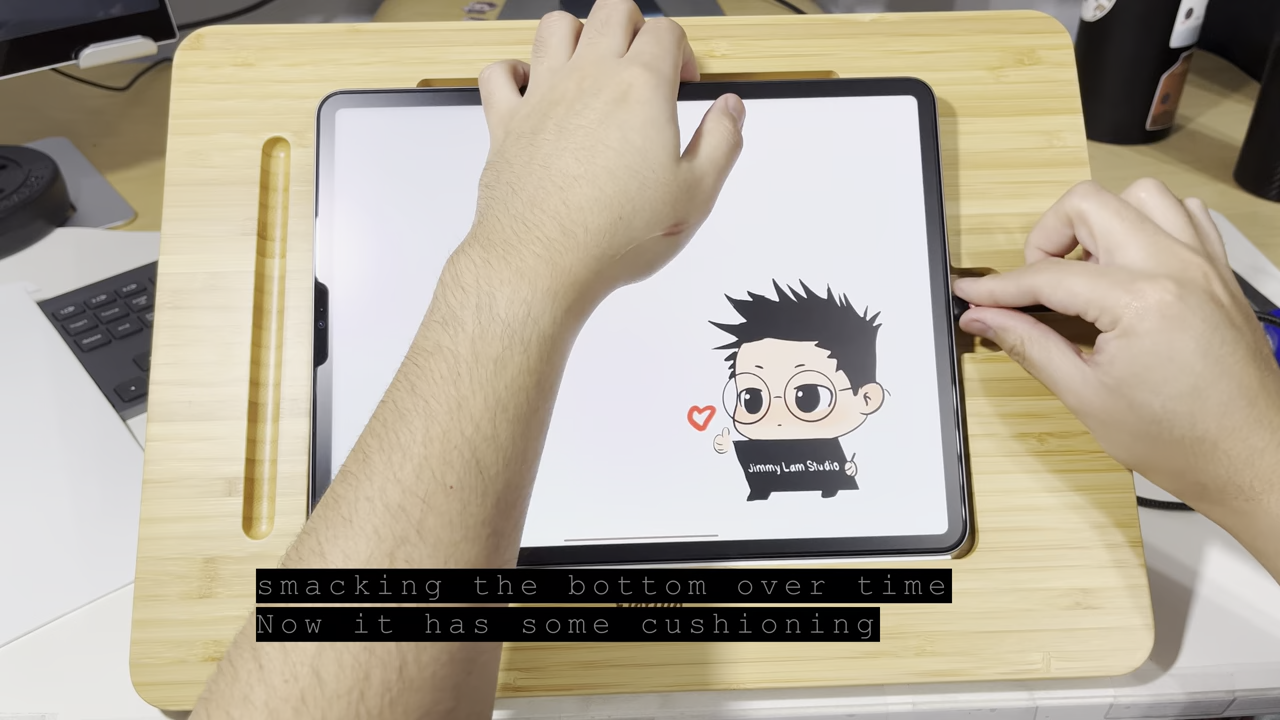 Jimmy Lam Studio
smacking the bottom over time
Now it has some cushioning